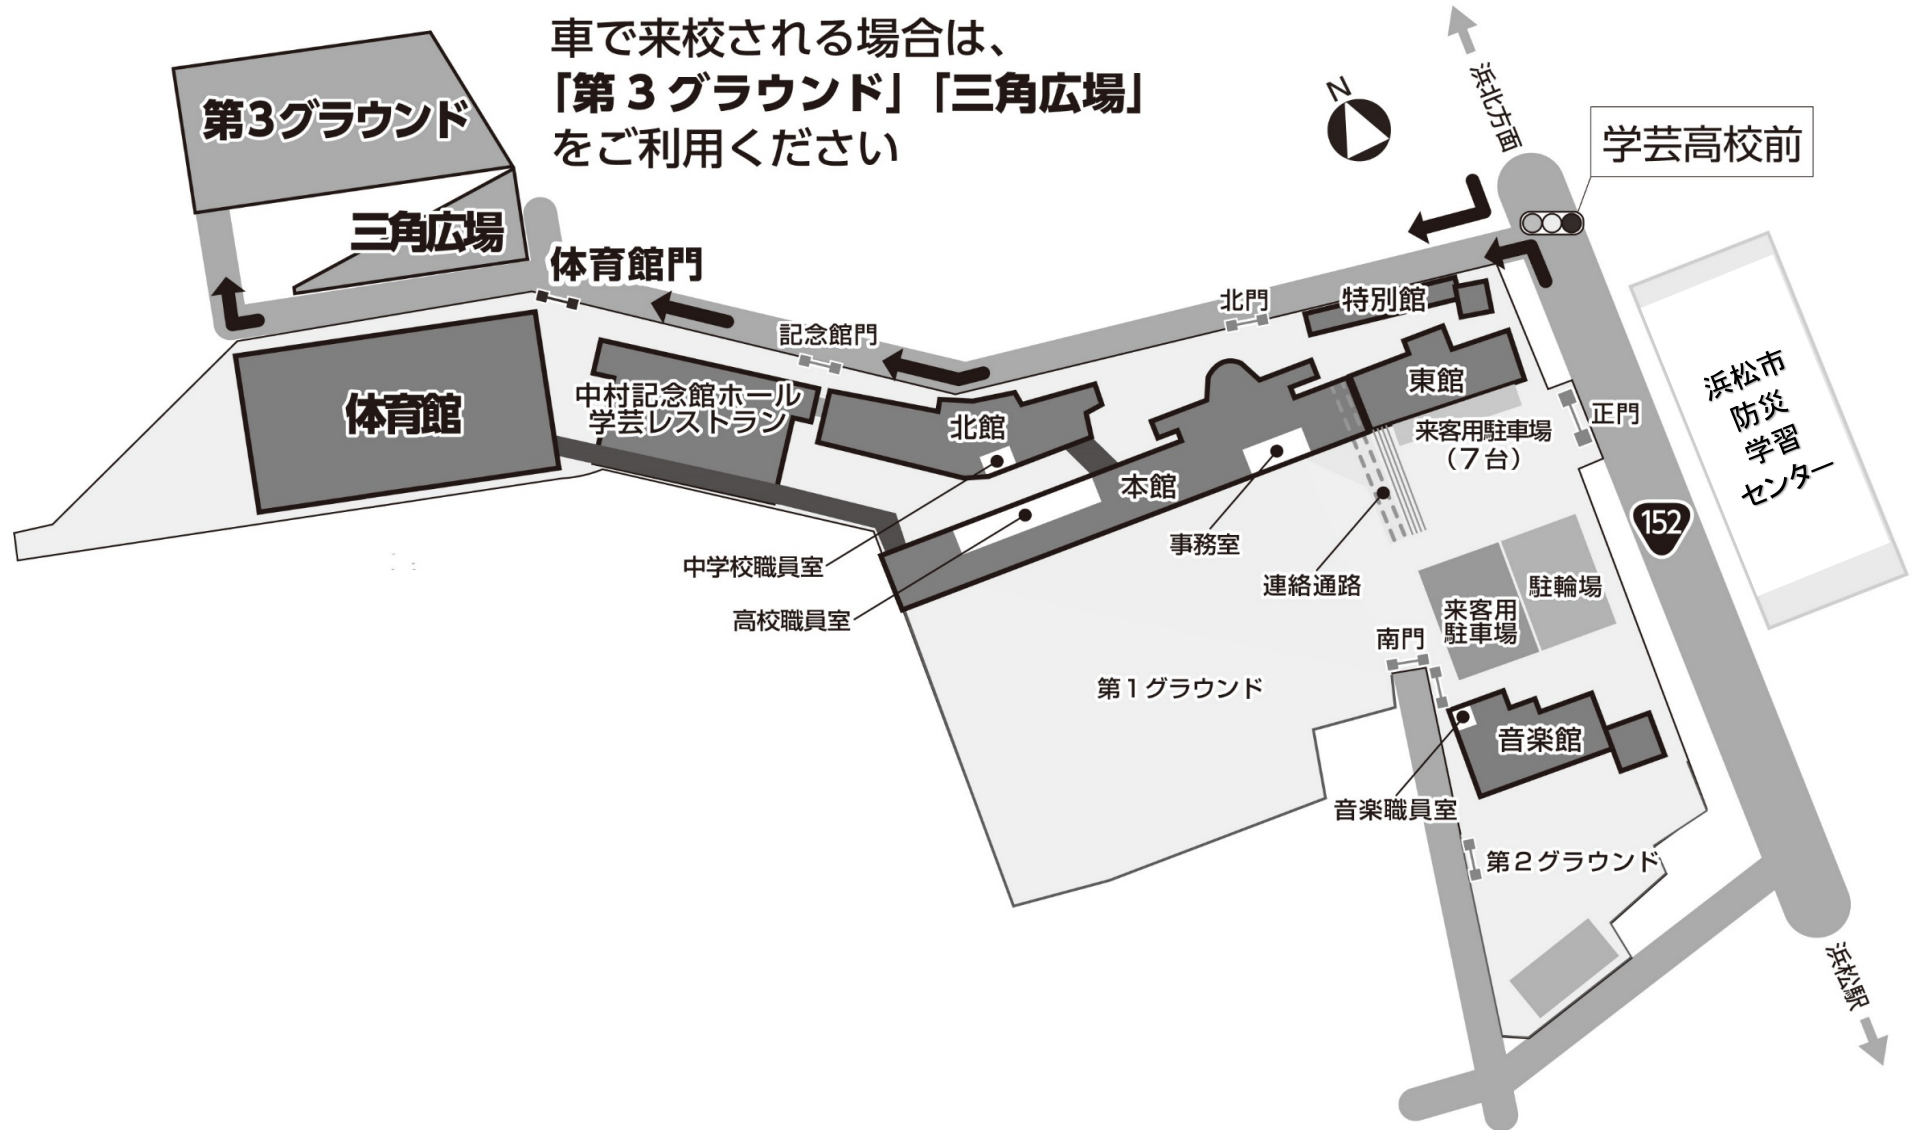 車で来校される場合は、
「第3グラウンド」「三角広場」
をご利用ください
N
浜北方面
学芸高校前
第3グラウンド
三角広場
体育館門
記念館門
北門
特別館
東館
体育館
中村記念館ホール
学芸レストラン
北館
本館
来客用駐車場
(7台)
正門
浜松市
防災
学習
センター
152
中学校職員室
高校職員室
事務室
連絡通路
来客用
駐車場
駐輪場
南門
第1グラウンド
音楽館
音楽職員室
第2グラウンド
浜松駅